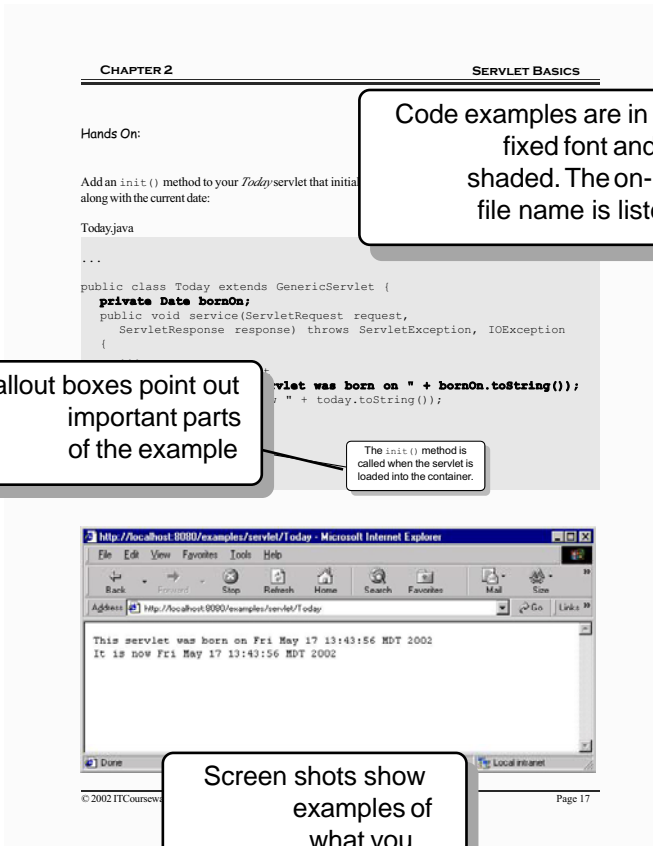 CHAPTER 2 SERVLET BASICS
Code examples are in
fixed font and
shaded. The on-
file name is liste
Hands On:
Add an init() method to your Today servlet that initial
along with the current date:
Today.java
...
public class Today extends GenericServlet {
private Date bornOn;
public void service(ServletRequest request,
ServletResponse response) throws ServletException, IOException
{
...
vlet was born on " + bornOn.toString());
" + today.toString());
allout boxes point out
important parts
of the example
The init() method is
called when the servlet is
loaded into the container.
http://localhost:8080/examples/servlet/Today - Microsoft Internet Explorer
File Edit View Favorites Tools Help
Back Forward Stop Refresh Home Search Favorites Mail Size
Address http://localhost:8080/examples/servlet/Today Go Links
This servlet was born on Fri May 17 13:43:56 MDT 2002
It is now Fri May 17 13:43:56 MDT 2002
Done Local intranet
Screen shots show
examples of
what you
© 2002 ITCoursewa Page 17